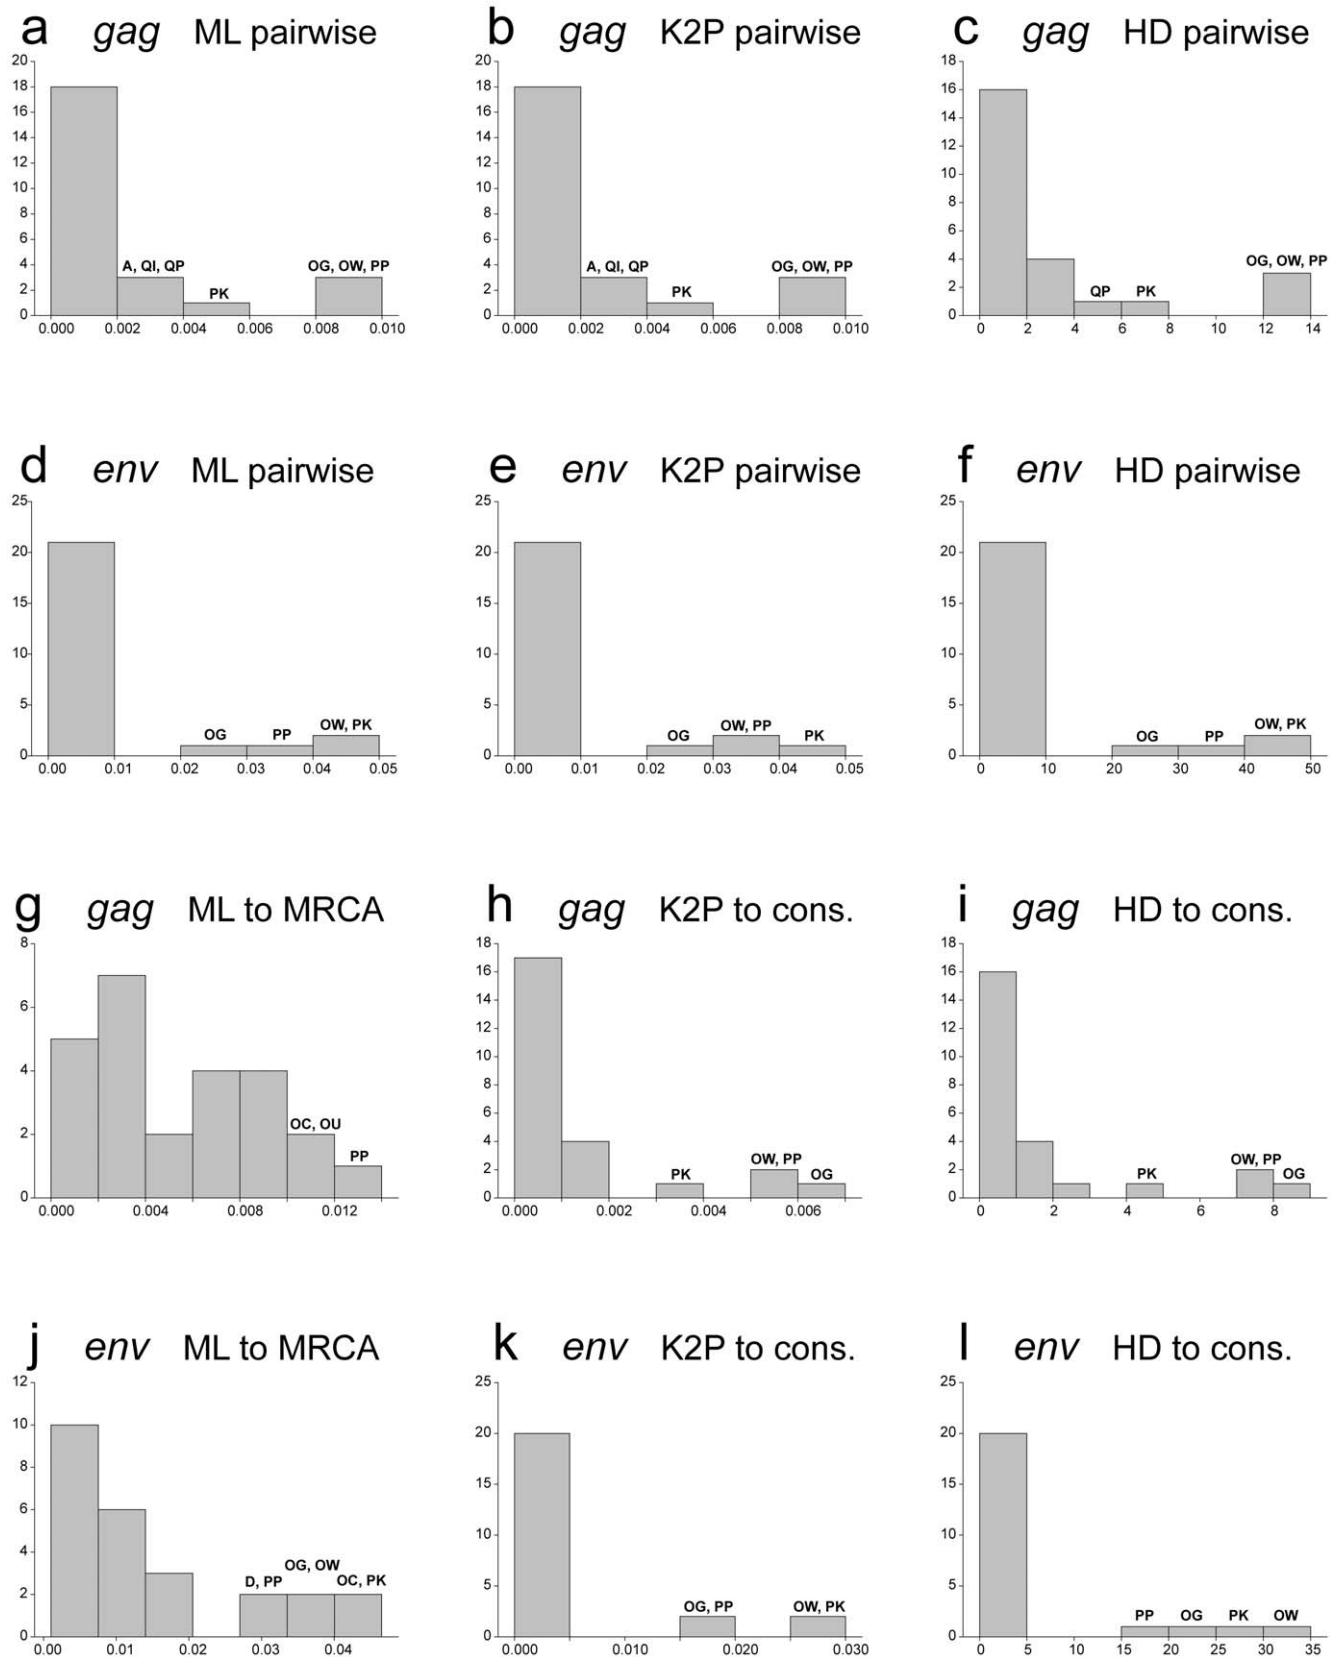 a gag ML pairwise
20
18
16
14
12
10
8
6
4
2
0
A, QI, QP
PK
OG, OW, PP
0.000 0.002 0.004 0.006 0.008 0.010
b gag K2P pairwise
20
18
16
14
12
10
8
6
4
2
0
A, QI, QP
PK
OG, OW, PP
0.000 0.002 0.004 0.006 0.008 0.010
c gag HD pairwise
18
16
14
12
10
8
6
4
2
0
QP
PK
OG, OW, PP
0 2 4 6 8 10 12 14
d env ML pairwise
25
20
15
10
5
0
OG
PP
OW, PK
0.00 0.01 0.02 0.03 0.04 0.05
e env K2P pairwise
25
20
15
10
5
0
OG
OW, PP
PK
0.00 0.01 0.02 0.03 0.04 0.05
f env HD pairwise
25
20
15
10
5
0
OG
PP
OW, PK
0 10 20 30 40 50
g gag ML to MRCA
8
6
4
2
0
OC, OU
PP
0.000 0.004 0.008 0.012
h gag K2P to cons.
18
16
14
12
10
8
6
4
2
0
PK
OW, PP
OG
0.000 0.002 0.004 0.006
i gag HD to cons.
18
16
14
12
10
8
6
4
2
0
PK
OW, PP
OG
0 2 4 6 8
j env ML to MRCA
12
10
8
6
4
2
0
D, PP
OG, OW
OC, PK
0.00 0.01 0.02 0.03 0.04
k env K2P to cons.
25
20
15
10
5
0
OG, PP
OW, PK
0.000 0.010 0.020 0.030
l env HD to cons.
25
20
15
10
5
0
PP
OG
PK
OW
0 5 10 15 20 25 30 35